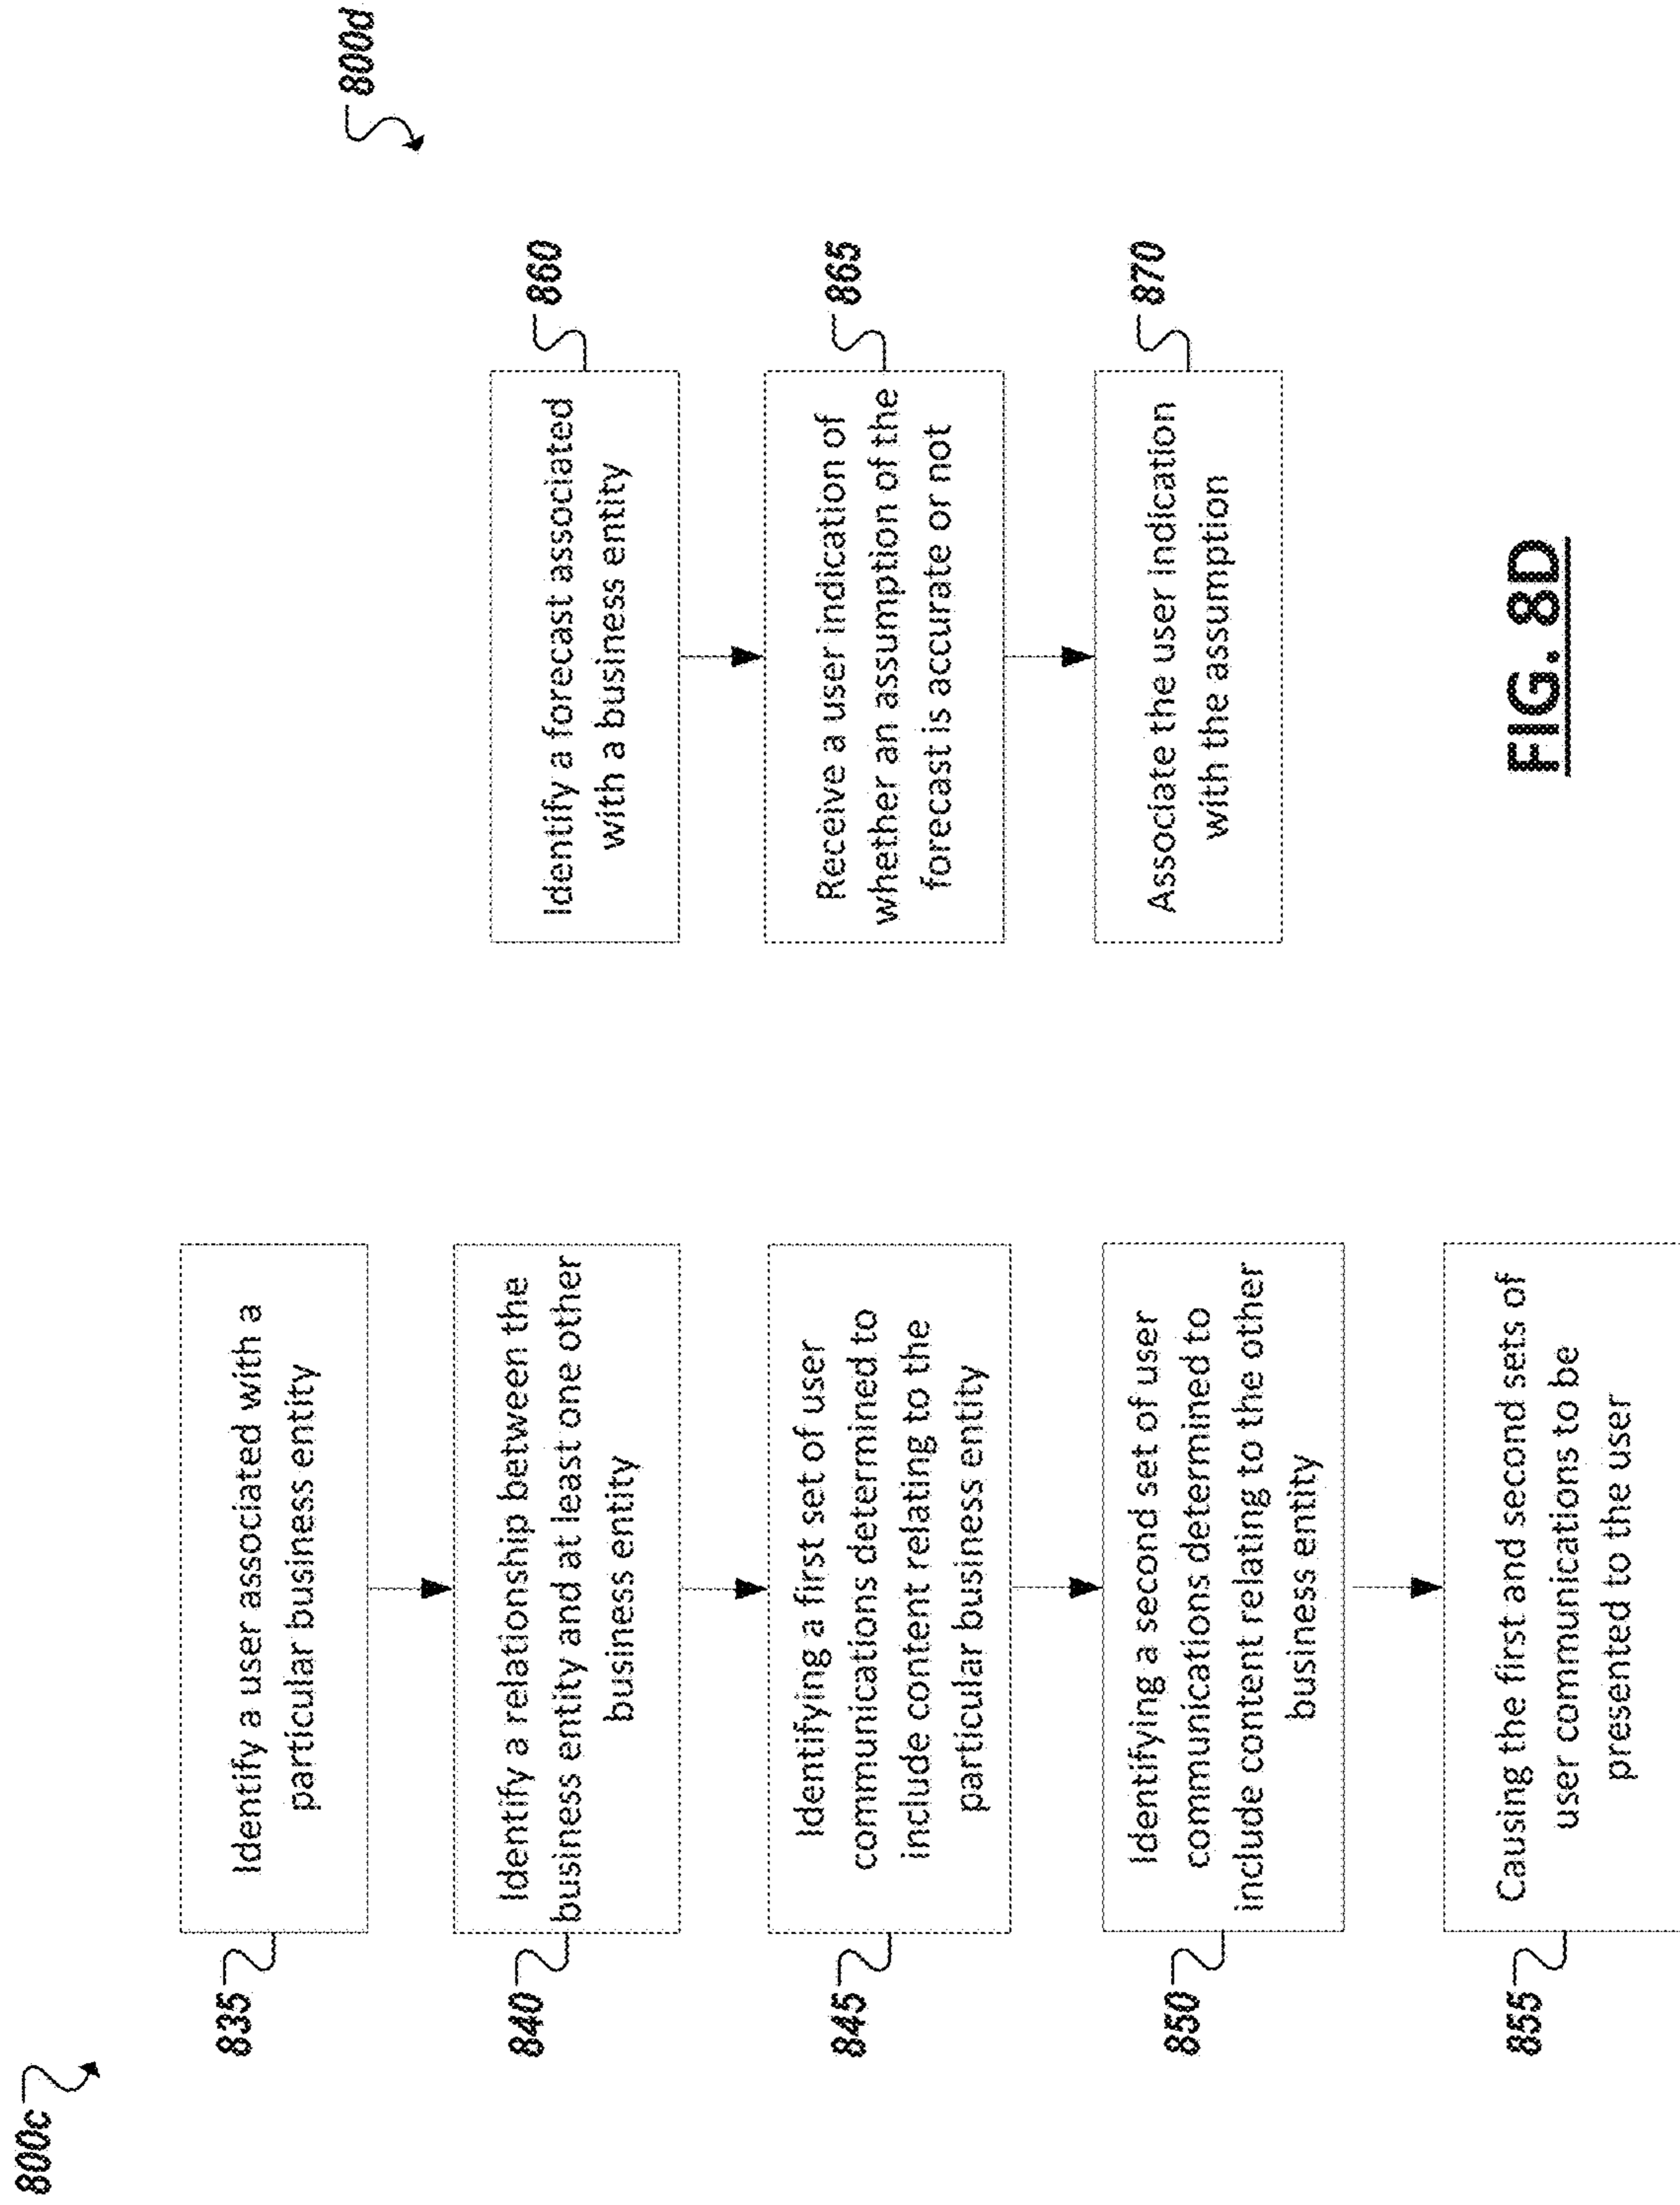 800c
835
Identify a user associated with a
particular business entity
840
Identify a relationship between the
business entity and at least one other
business entity
845
Identifying a first set of user
communications determined to
include content relating to the
particular business entity
850
Identifying a second set of user
communications determined to
include content relating to the other
business entity
855
Causing the first and second sets of
user communications to be
presented to the user
800d
860
Identify a forecast associated
with a business entity
865
Receive a user indication of
whether an assumption of the
forecast is accurate or not
870
Associate the user indication
with the assumption
FIG. 8D